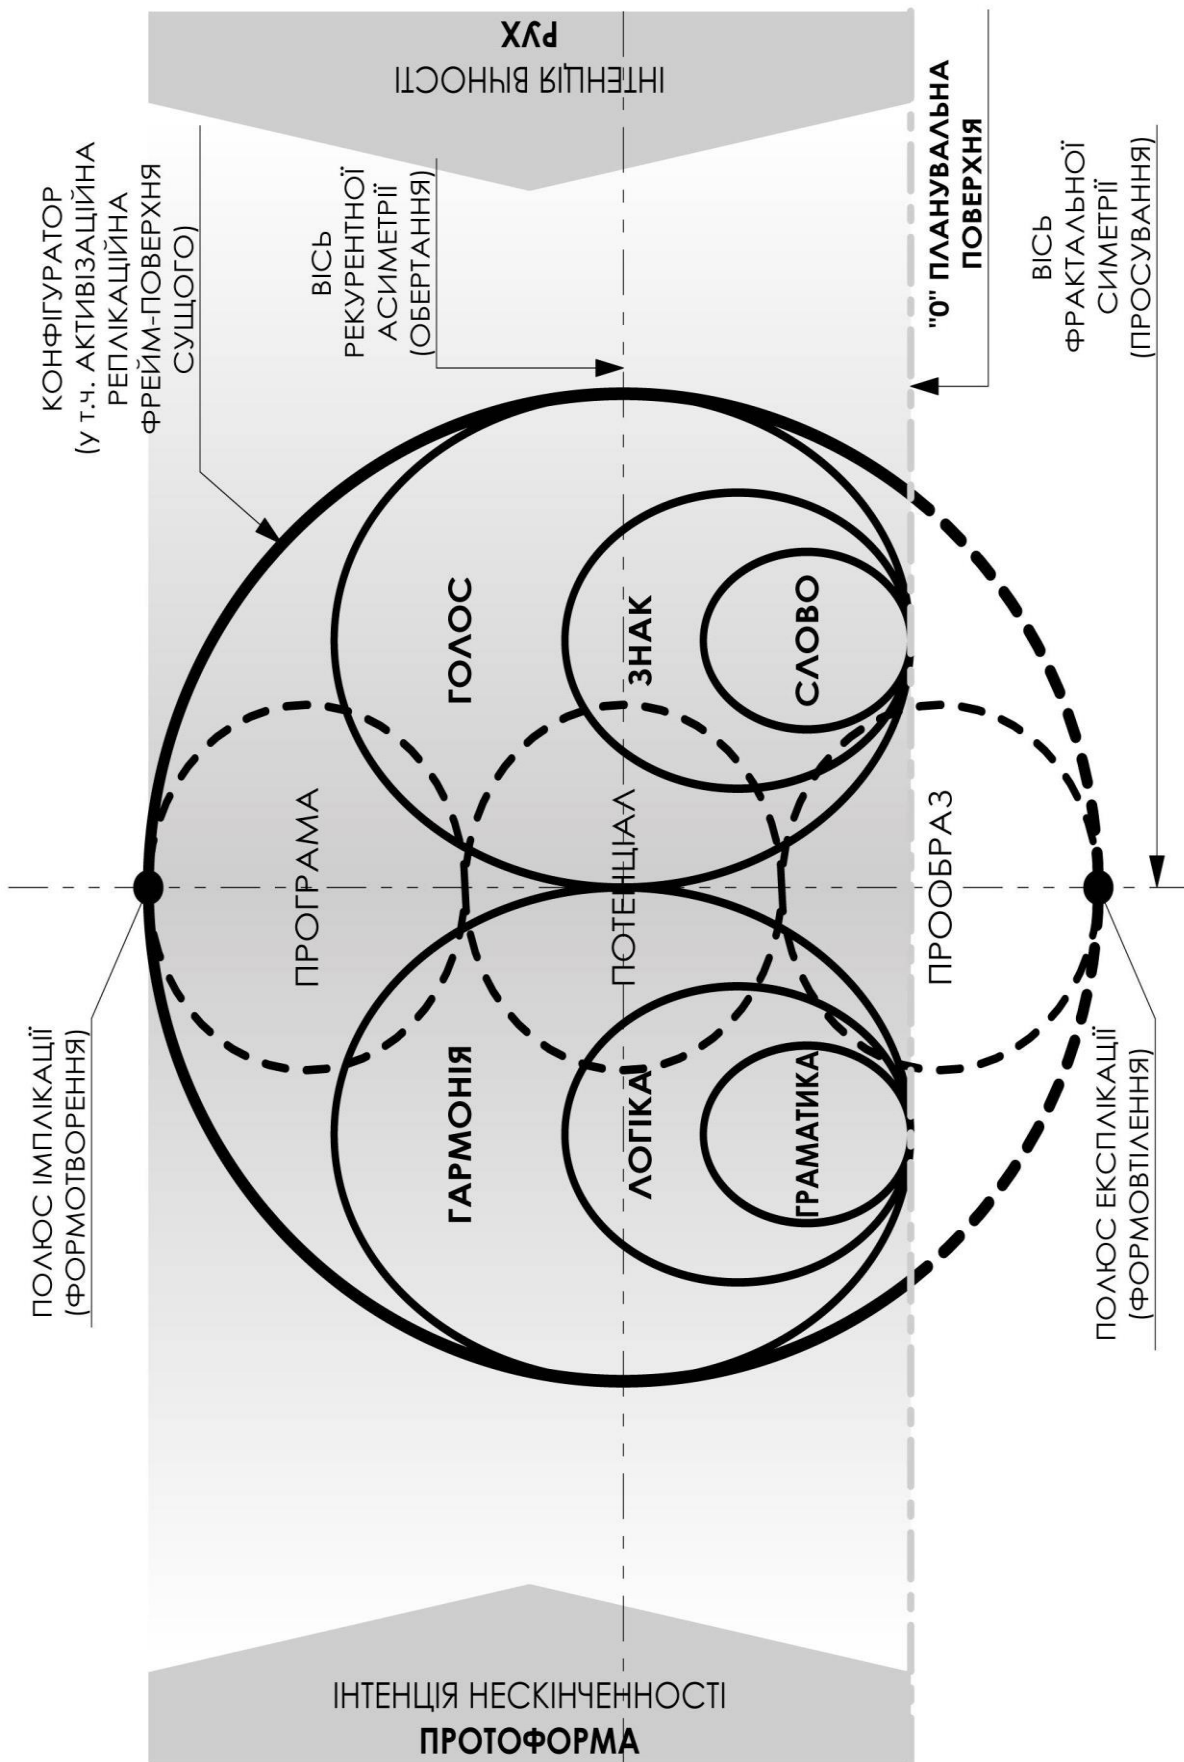 КОНФІГУРАТОР
(у т.ч. АКТИВІЗАЦІЙНА
РЕПЛІКАЦІЙНА
ФРЕЙМ-ПОВЕРХНЯ
СУЩОГО)
ВІСЬ
РЕКУРЕНТНОЇ
АСИМЕТРІЇ
(ОБЕРТАННЯ)
"0" ПЛАНУВАЛЬНА
ПОВЕРХНЯ
ВІСЬ
ФРАКТАЛЬНОЇ
СИМЕТРІЇ
(ПРОСУВАННЯ)
ІНТЕНЦІЯ ВІЧНОСТІ
РУХ
ГОЛОС
ЗНАК
СЛОВО
ПРОГРАМА
ПОТЕНЦІАЛ
ПРООБРАЗ
ГАРМОНІЯ
ЛОГІКА
ГРАМАТИКА
ПОЛЮС ІМПЛІКАЦІЇ
(ФОРМОТВОРЕННЯ)
ПОЛЮС ЕКСПЛІКАЦІЇ
(ФОРМОВТІЛЕННЯ)
ІНТЕНЦІЯ НЕСКІНЧЕННОСТІ
ПРОТОФОРМА